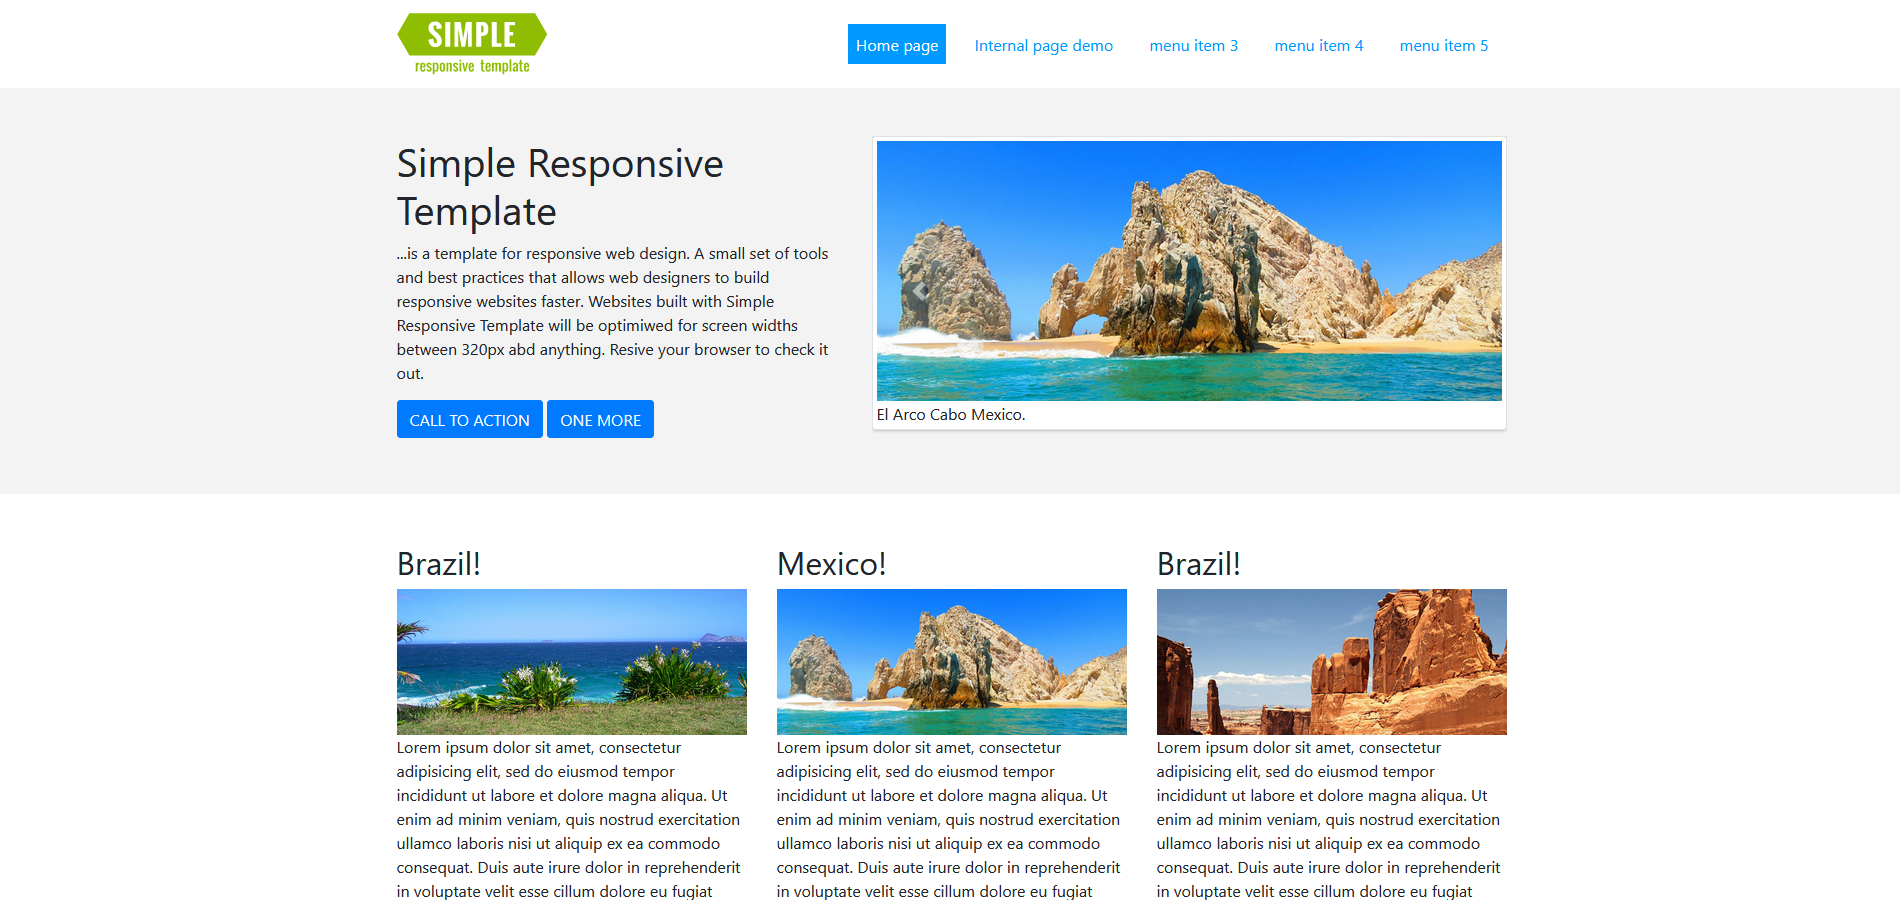 SIMPLE
responsive template
Home page
Internal page demo
menu item 3
menu item 4
menu item 5
Simple Responsive
Template
...is a template for responsive web design. A small set of tools
and best practices that allows web designers to build
responsive websites faster. Websites built with Simple
Responsive Template will be optimiwed for screen widths
between 320px abd anything. Resive your browser to check it
out.
CALL TO ACTION
ONE MORE
El Arco Cabo Mexico.
Brazil!
Lorem ipsum dolor sit amet, consectetur
adipisicing elit, sed do eiusmod tempor
incididunt ut labore et dolore magna aliqua. Ut
enim ad minim veniam, quis nostrud exercitation
ullamco laboris nisi ut aliquip ex ea commodo
consequat. Duis aute irure dolor in reprehenderit
in voluptate velit esse cillum dolore eu fugiat
Mexico!
Lorem ipsum dolor sit amet, consectetur
adipisicing elit, sed do eiusmod tempor
incididunt ut labore et dolore magna aliqua. Ut
enim ad minim veniam, quis nostrud exercitation
ullamco laboris nisi ut aliquip ex ea commodo
consequat. Duis aute irure dolor in reprehenderit
in voluptate velit esse cillum dolore eu fugiat
Brazil!
Lorem ipsum dolor sit amet, consectetur
adipisicing elit, sed do eiusmod tempor
incididunt ut labore et dolore magna aliqua. Ut
enim ad minim veniam, quis nostrud exercitation
ullamco laboris nisi ut aliquip ex ea commodo
consequat. Duis aute irure dolor in reprehenderit
in voluptate velit esse cillum dolore eu fugiat